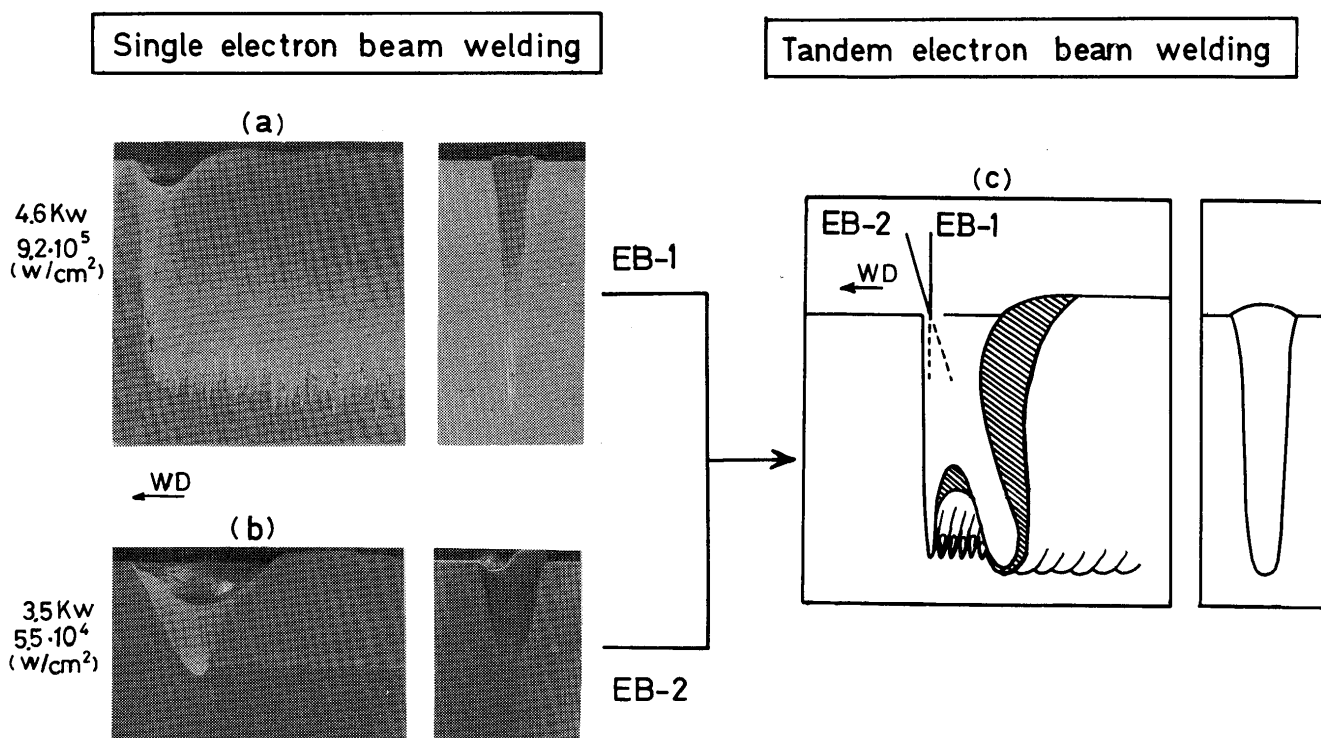 Single electron beam welding
Tandem electron beam welding
(a)
4.6 Kw
9.2·10⁵
(W/cm²)
EB-1
WD
(b)
3.5 Kw
5.5·10⁴
(W/cm²)
EB-2
(c)
EB-2 EB-1
WD